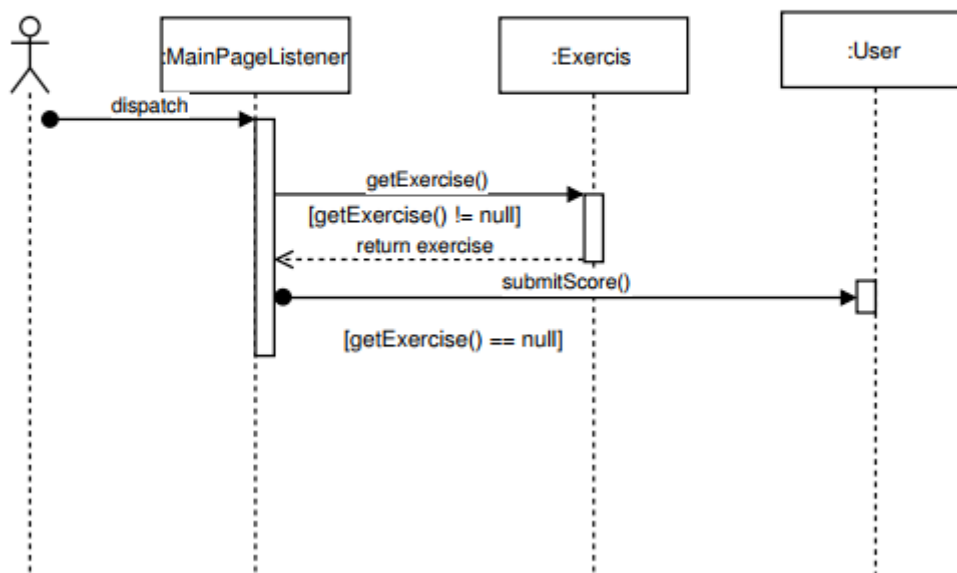 :MainPageListener
:Exercis
:User
dispatch
getExercise()
[getExercise() != null]
return exercise
submitScore()
[getExercise() == null]